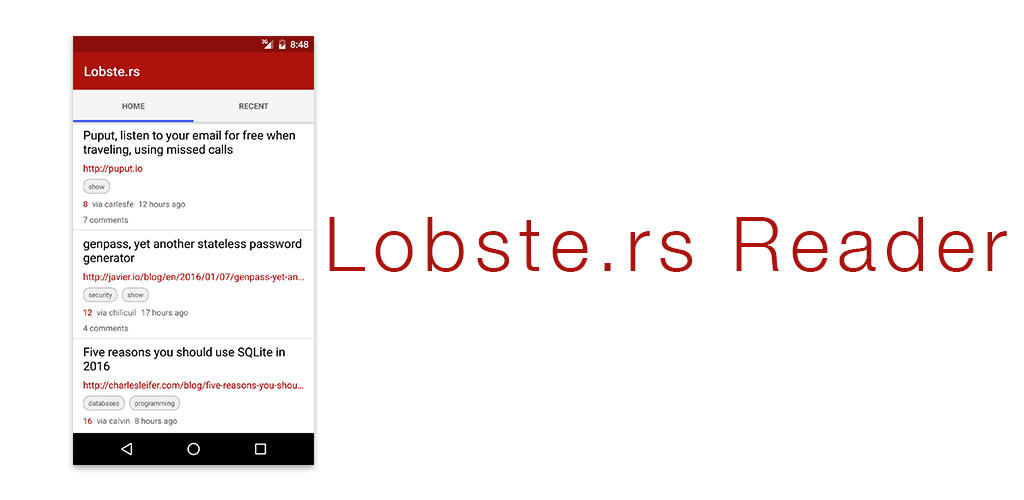 3G 8:48
Lobste.rs
HOME RECENT
Puput, listen to your email for free when
traveling, using missed calls
http://puput.io
show
8 via carlesfe 12 hours ago
7 comments
genpass, yet another stateless password
generator
http://javier.io/blog/en/2016/01/07/genpass-yet-an...
security show
12 via chilicuil 17 hours ago
4 comments
Five reasons you should use SQLite in
2016
http://charlesleifer.com/blog/five-reasons-you-shou...
databases programming
16 via calvin 8 hours ago
Lobste.rs Reader